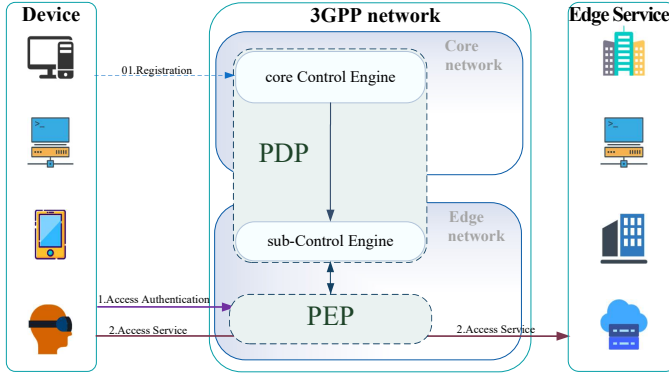 Device
3GPP network
Edge Service
Core
network
01.Registration
core Control Engine
>_
>_
PDP
Edge
network
sub-Control Engine
1.Access Authentication
PEP
2.Access Service
2.Access Service